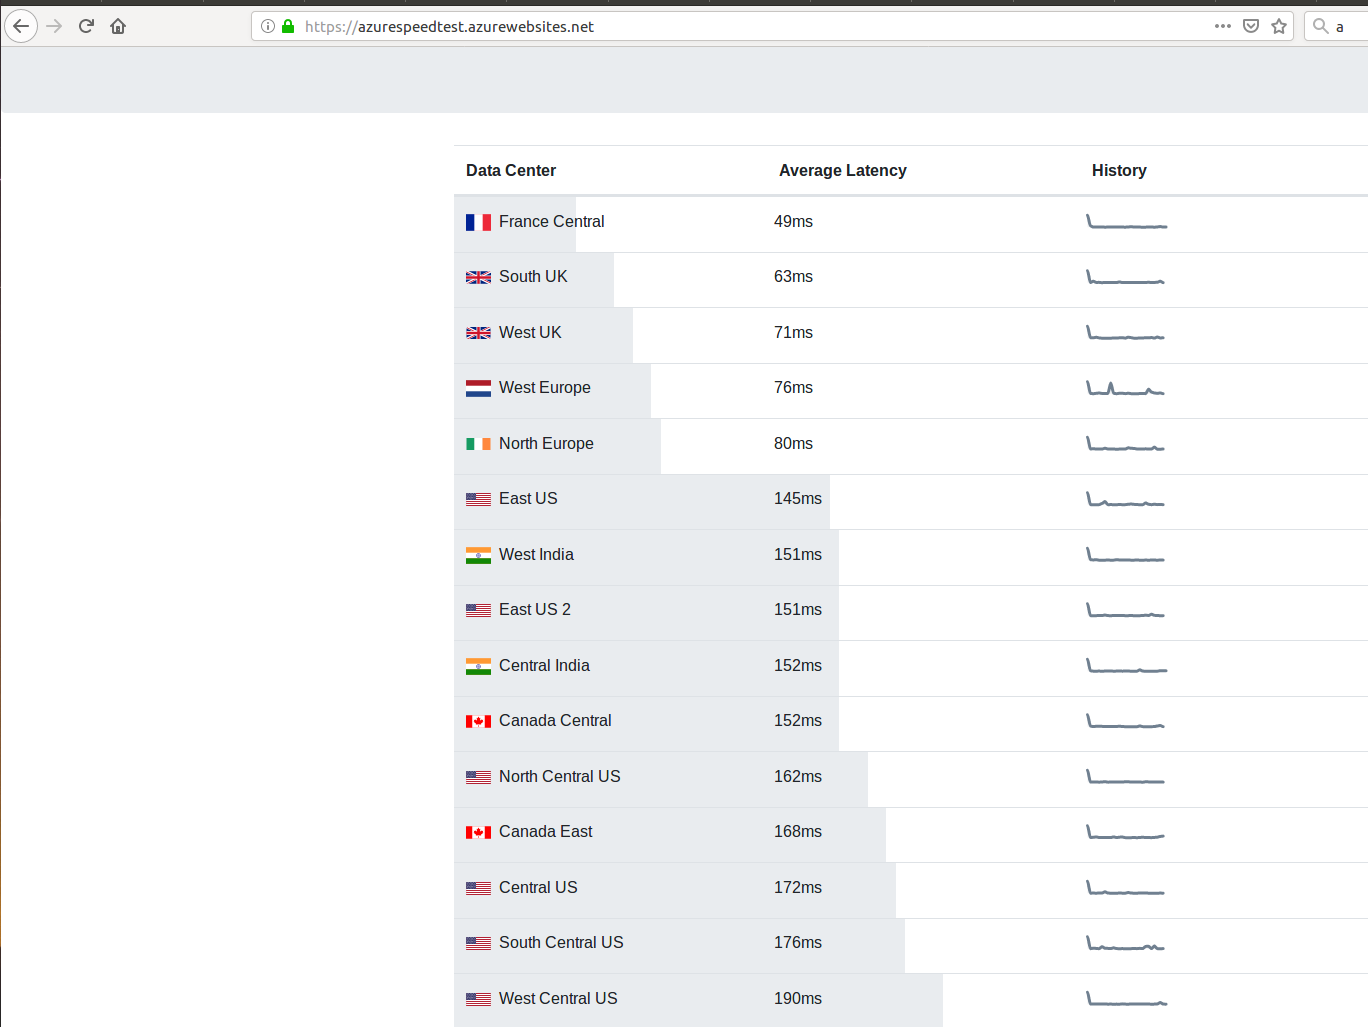 https://azurespeedtest.azurewebsites.net a
Data Center Average Latency History
France Central 49ms
South UK 63ms
West UK 71ms
West Europe 76ms
North Europe 80ms
East US 145ms
West India 151ms
East US 2 151ms
Central India 152ms
Canada Central 152ms
North Central US 162ms
Canada East 168ms
Central US 172ms
South Central US 176ms
West Central US 190ms